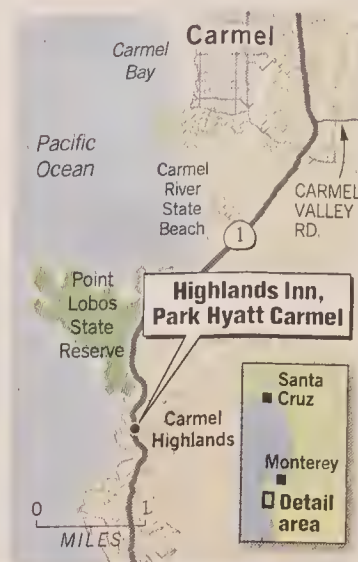 Carmel
Carmel
Bay
Pacific
Ocean
Carmel
River
State
Beach
CARMEL
VALLEY
RD.
1
Point
Lobos
State
Reserve
Highlands Inn,
Park Hyatt Carmel
Carmel
Highlands
Santa
Cruz
Monterey
Detail
area
0 1
MILES